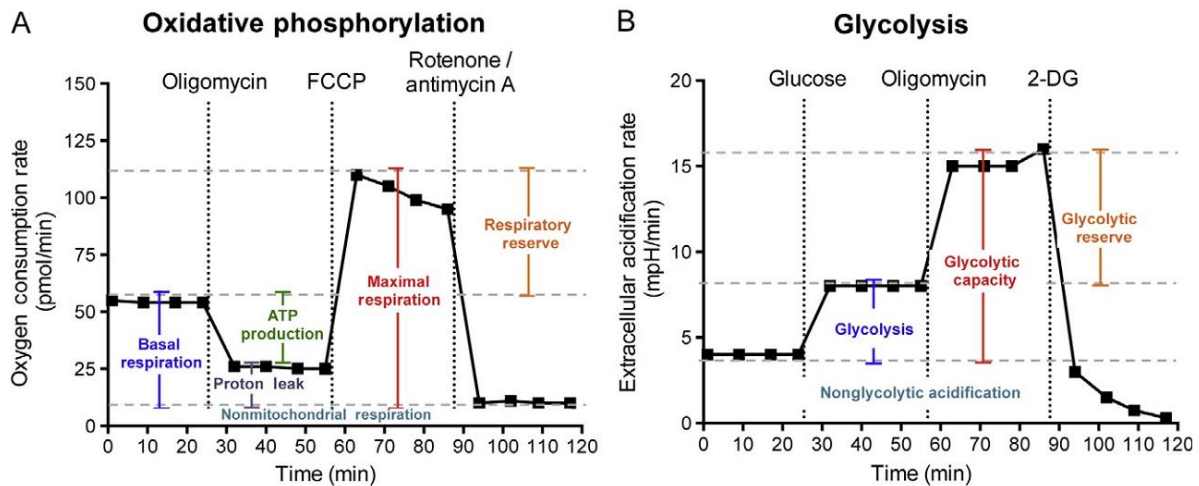 A
Oxidative phosphorylation
Oligomycin
FCCP
Rotenone /
antimycin A
Oxygen consumption rate
(pmol/min)
150
125
100
75
50
25
0
Basal
respiration
ATP
production
Proton leak
Maximal
respiration
Respiratory
reserve
Nonmitochondrial respiration
0 10 20 30 40 50 60 70 80 90 100 110 120
Time (min)
B
Glycolysis
Glucose
Oligomycin
2-DG
Extracellular acidification rate
(mpH/min)
20
15
10
5
0
Glycolysis
Glycolytic
capacity
Glycolytic
reserve
Nonglycolytic acidification
0 10 20 30 40 50 60 70 80 90 100 110 120
Time (min)